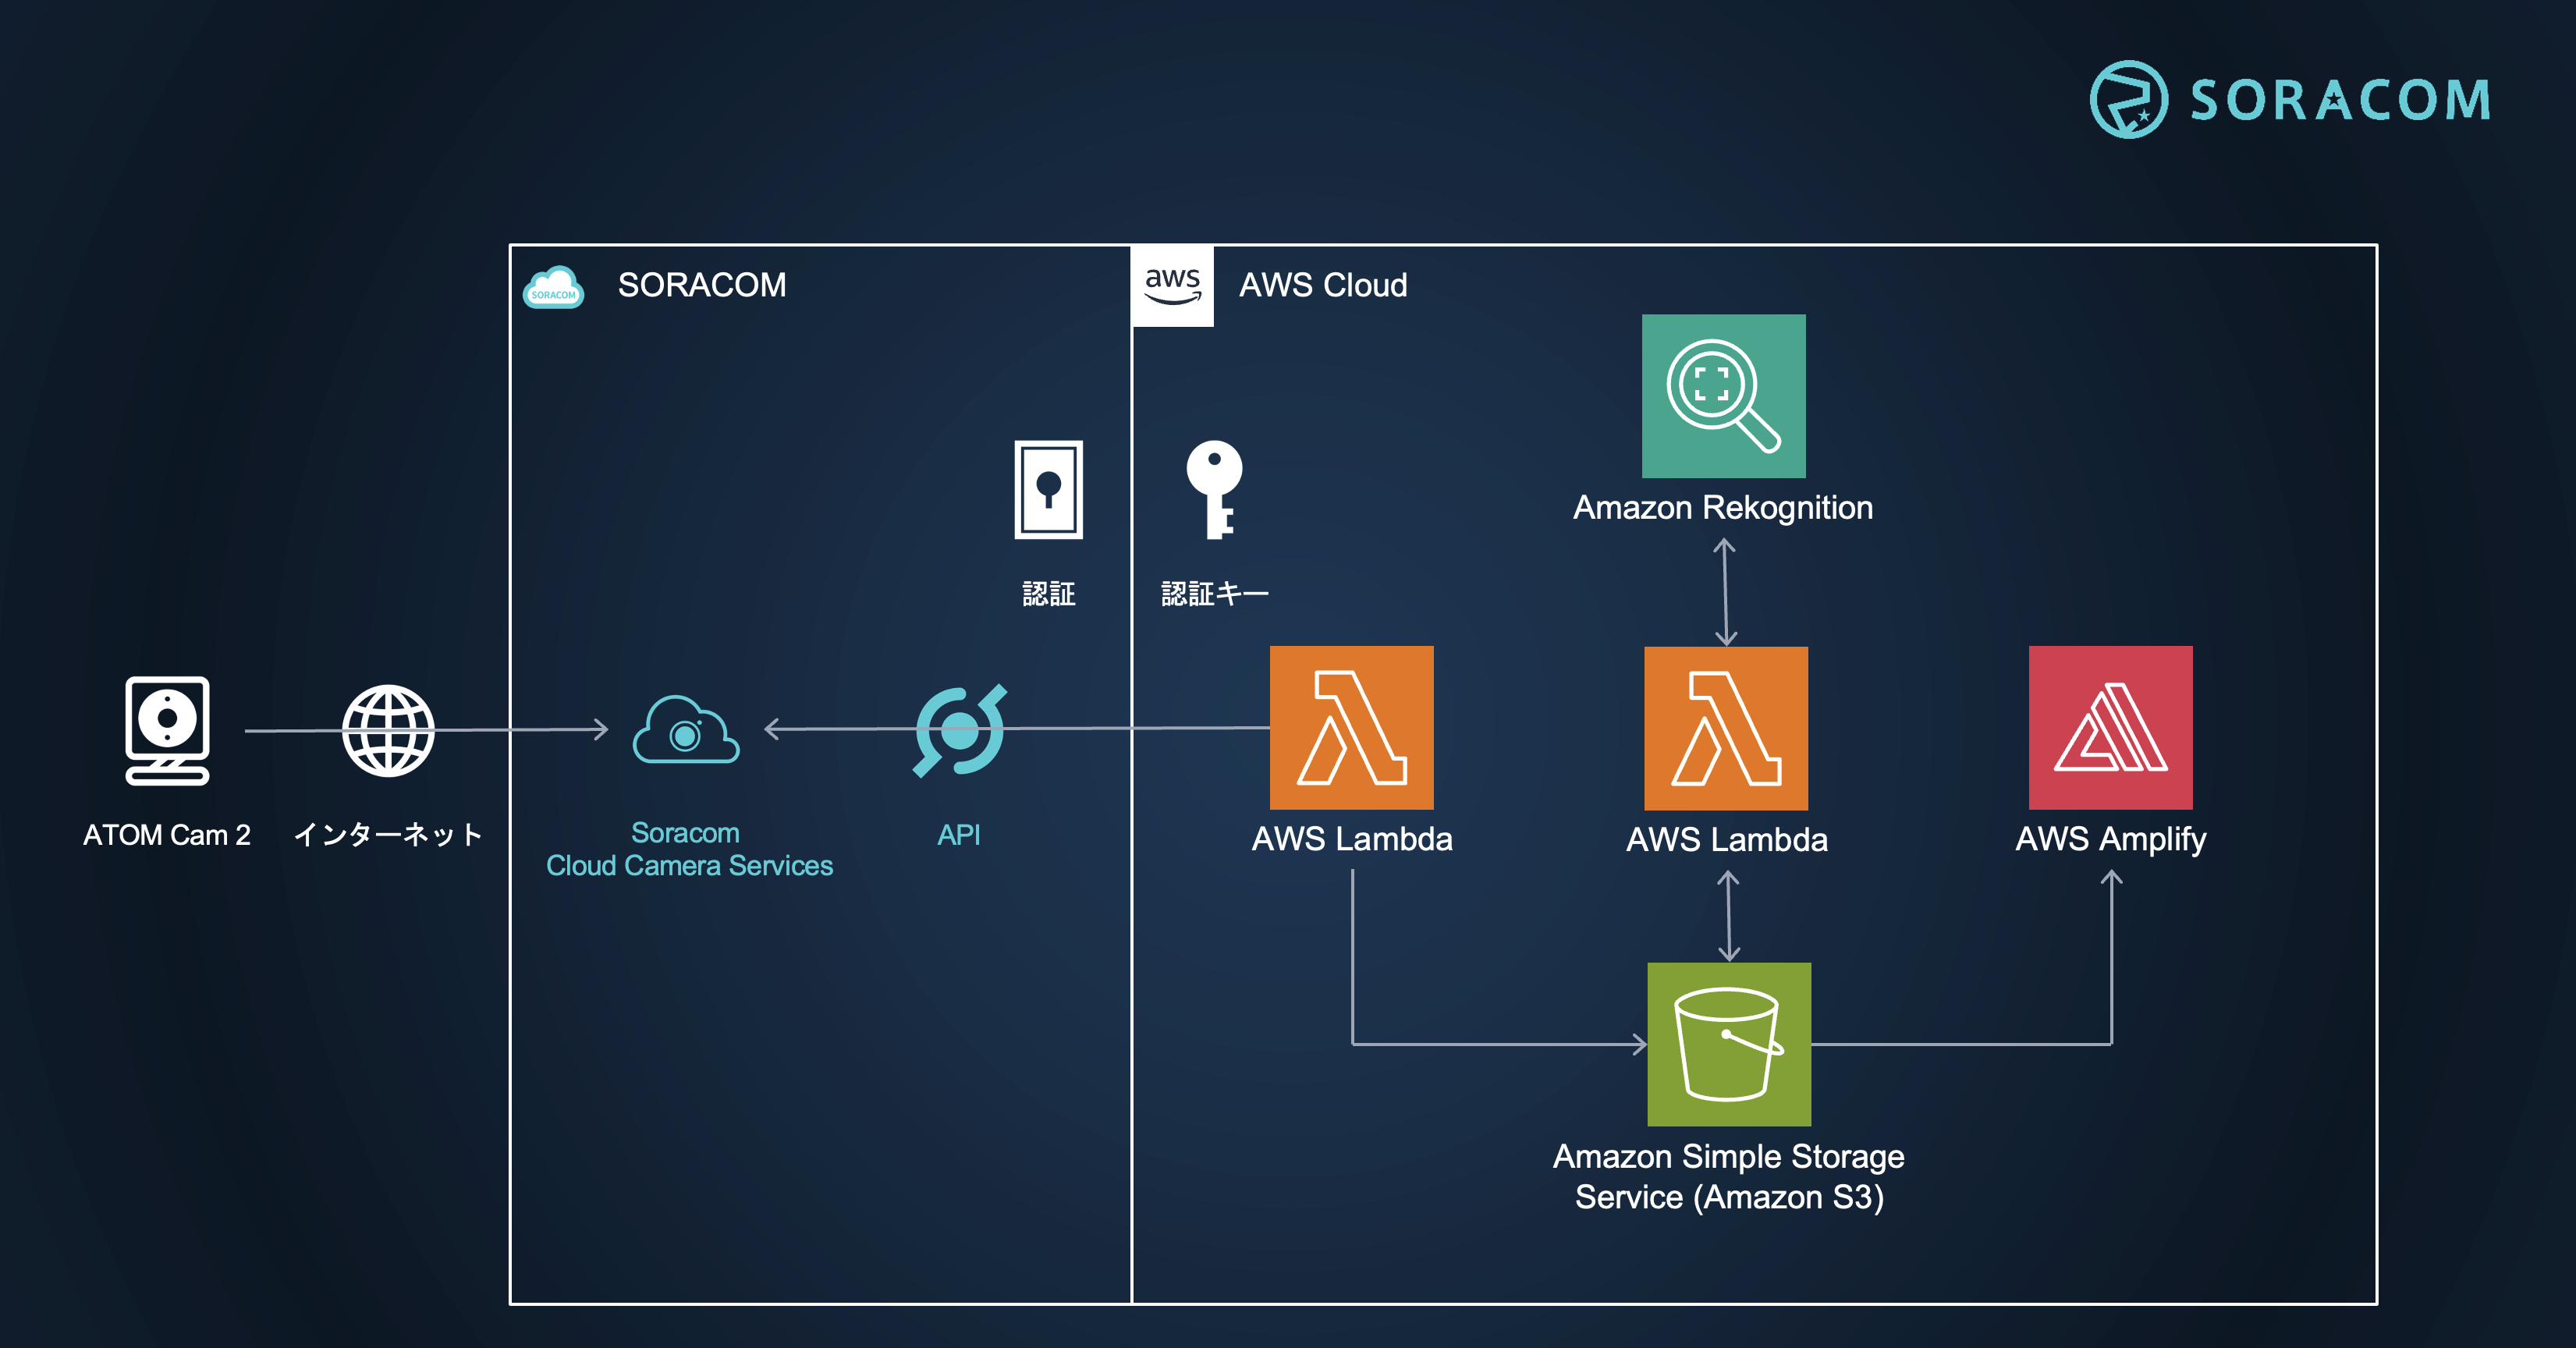 SORACOM
SORACOM
SORACOM
aws
AWS Cloud
Amazon Rekognition
認証
認証キー
ATOM Cam 2
インターネット
Soracom
Cloud Camera Services
API
AWS Lambda
AWS Lambda
AWS Amplify
Amazon Simple Storage
Service (Amazon S3)